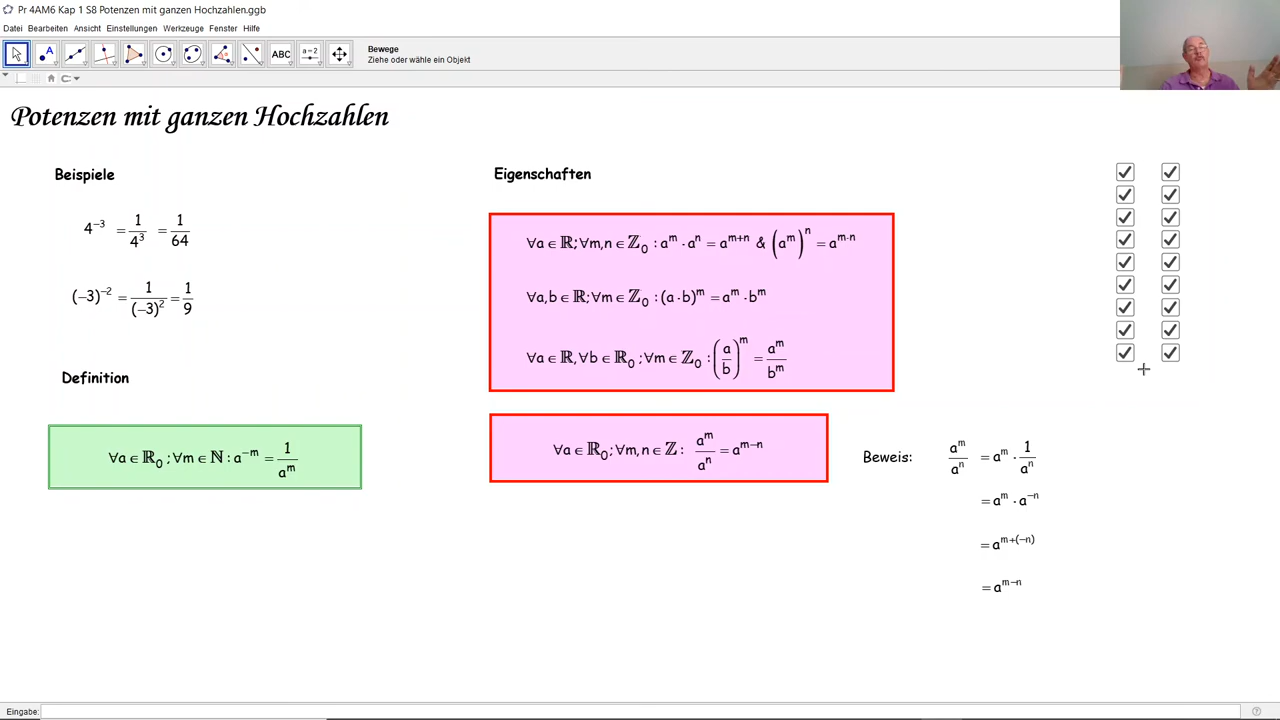 Pr 4AM6 Kap 1 S8 Potenzen mit ganzen Hochzahlen.ggb
Datei Bearbeiten Ansicht Einstellungen Werkzeuge Fenster Hilfe
ABC a=2 Bewege
Ziehe oder wähle ein Objekt
Potenzen mit ganzen Hochzahlen
Beispiele
4⁻³ = 1/4³ = 1/64
(−3)⁻² = 1/(−3)² = 1/9
Definition
∀a ∈ ℝ₀ ; ∀m ∈ ℕ : a⁻ᵐ = 1/aᵐ
Eigenschaften
∀a ∈ ℝ; ∀m,n ∈ ℤ₀ : aᵐ · aⁿ = aᵐ⁺ⁿ & (aᵐ)ⁿ = aᵐ·ⁿ
∀a,b ∈ ℝ; ∀m ∈ ℤ₀ : (a · b)ᵐ = aᵐ · bᵐ
∀a ∈ ℝ, ∀b ∈ ℝ₀ ; ∀m ∈ ℤ₀ : (a/b)ᵐ = aᵐ/bᵐ
∀a ∈ ℝ₀; ∀m,n ∈ ℤ : aᵐ/aⁿ = aᵐ⁻ⁿ
Beweis: aᵐ/aⁿ = aᵐ · 1/aⁿ
= aᵐ · a⁻ⁿ
= aᵐ⁺⁽⁻ⁿ⁾
= aᵐ⁻ⁿ
Eingabe: